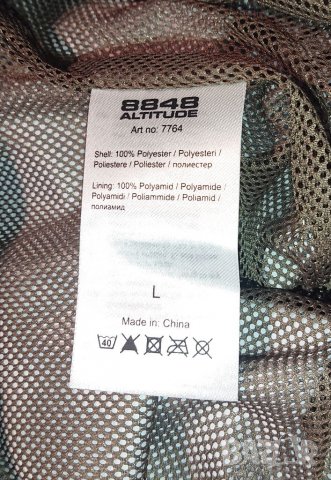 8848
ALTITUDE
Art no: 7764
Shell: 100% Polyester / Polyesteri /
Poliestere / Poliester / полиестер
Lining: 100% Polyamid / Polyamide /
Polyamidi / Poliammide / Poliamid /
полиамид
L
Made in: China
40